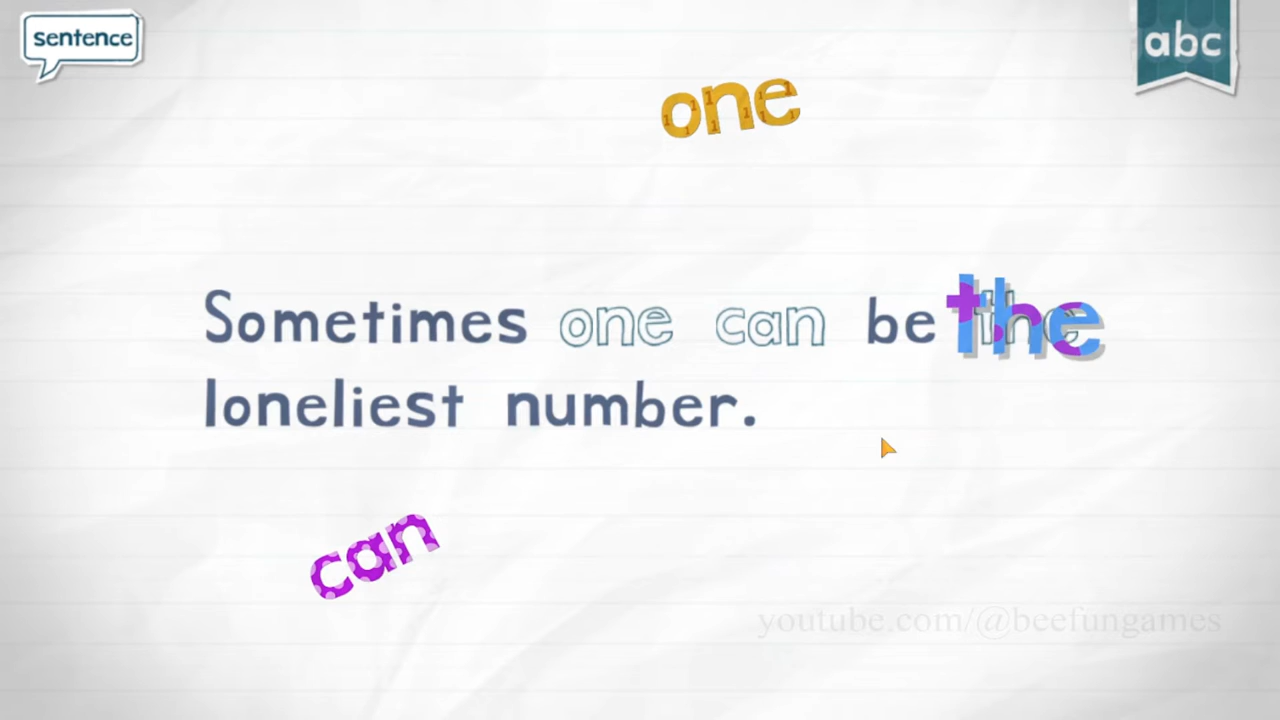 sentence
abc
one
Sometimes one can be the
loneliest number.
can
youtube.com/@beefungames